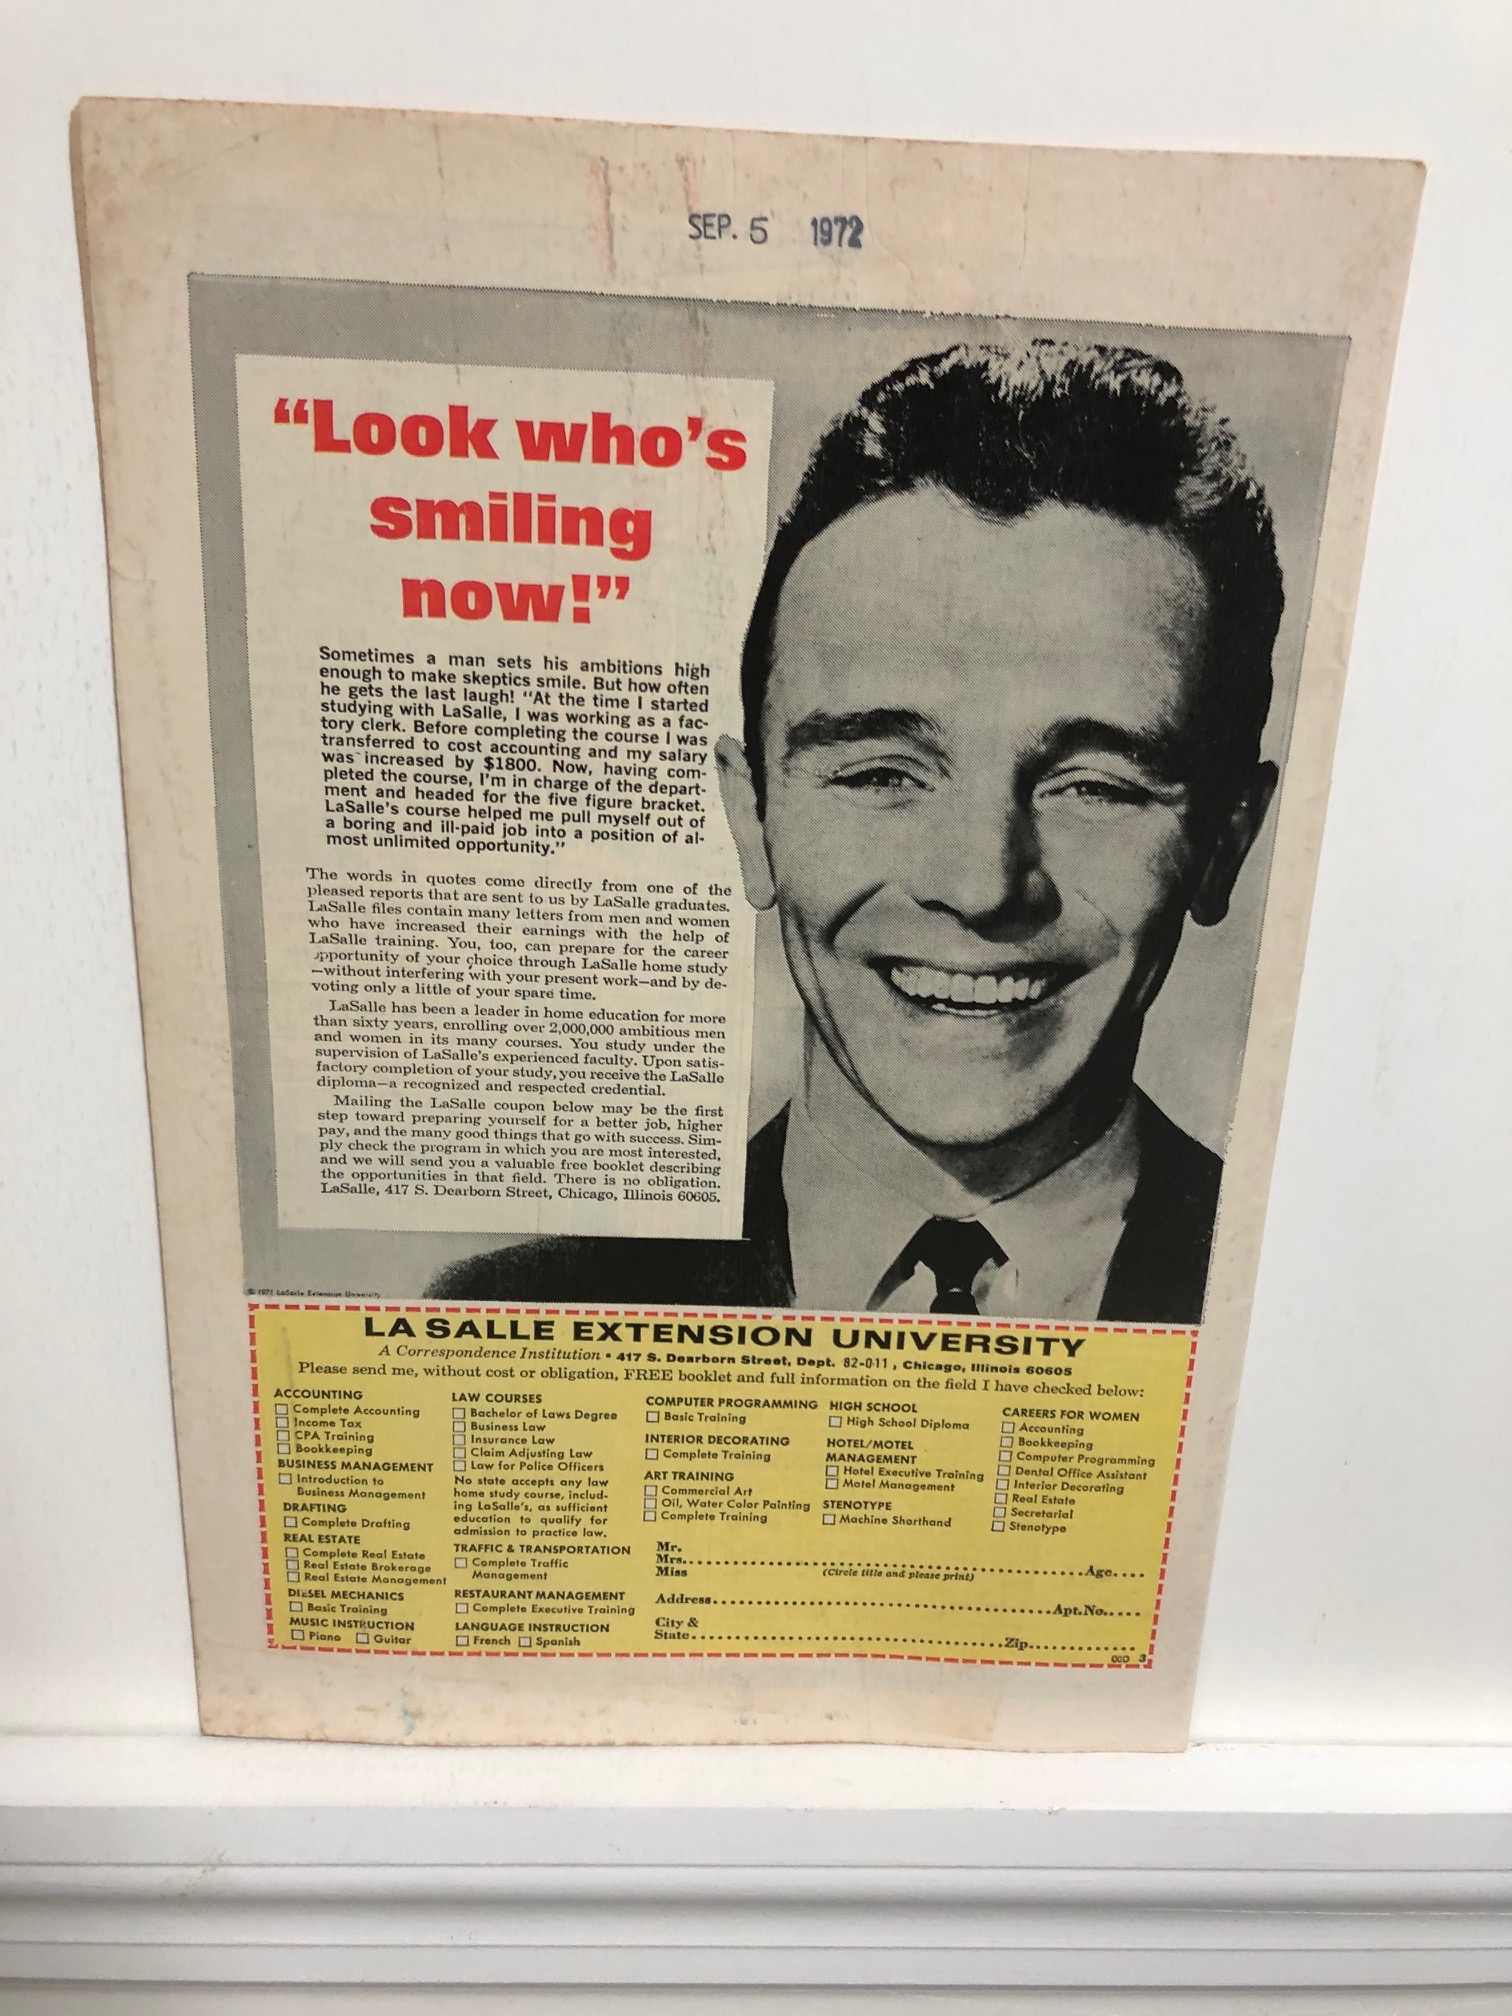 SEP. 5 1972
“Look who’s
smiling
now!”
Sometimes a man sets his ambitions high
enough to make skeptics smile. But how often
he gets the last laugh! “At the time I started
studying with LaSalle, I was working as a fac-
tory clerk. Before completing the course I was
transferred to cost accounting and my salary
was increased by $1800. Now, having com-
pleted the course, I’m in charge of the depart-
ment and headed for the five figure bracket.
LaSalle’s course helped me pull myself out of
a boring and ill-paid job into a position of al-
most unlimited opportunity.”
The words in quotes come directly from one of the
pleased reports that are sent to us by LaSalle graduates.
LaSalle files contain many letters from men and women
who have increased their earnings with the help of
LaSalle training. You, too, can prepare for the career
opportunity of your choice through LaSalle home study
—without interfering with your present work—and by de-
voting only a little of your spare time.
LaSalle has been a leader in home education for more
than sixty years, enrolling over 2,000,000 ambitious men
and women in its many courses. You study under the
supervision of LaSalle’s experienced faculty. Upon satis-
factory completion of your study, you receive the LaSalle
diploma—a recognized and respected credential.
Mailing the LaSalle coupon below may be the first
step toward preparing yourself for a better job, higher
pay, and the many good things that go with success. Sim-
ply check the program in which you are most interested,
and we will send you a valuable free booklet describing
the opportunities in that field. There is no obligation.
LaSalle, 417 S. Dearborn Street, Chicago, Illinois 60605.
© 1971 LaSalle Extension University
LA SALLE EXTENSION UNIVERSITY
A Correspondence Institution • 417 S. Dearborn Street, Dept. 82-011, Chicago, Illinois 60605
Please send me, without cost or obligation, FREE booklet and full information on the field I have checked below:
ACCOUNTING
Complete Accounting
Income Tax
CPA Training
Bookkeeping
BUSINESS MANAGEMENT
Introduction to
Business Management
DRAFTING
Complete Drafting
REAL ESTATE
Complete Real Estate
Real Estate Brokerage
Real Estate Management
DIESEL MECHANICS
Basic Training
MUSIC INSTRUCTION
Piano Guitar
LAW COURSES
Bachelor of Laws Degree
Business Law
Insurance Law
Claim Adjusting Law
Law for Police Officers
No state accepts any law
home study course, includ-
ing LaSalle’s, as sufficient
education to qualify for
admission to practice law.
TRAFFIC & TRANSPORTATION
Complete Traffic
Management
RESTAURANT MANAGEMENT
Complete Executive Training
LANGUAGE INSTRUCTION
French Spanish
COMPUTER PROGRAMMING
Basic Training
INTERIOR DECORATING
Complete Training
ART TRAINING
Commercial Art
Oil, Water Color Painting
Complete Training
HIGH SCHOOL
High School Diploma
HOTEL/MOTEL
MANAGEMENT
Hotel Executive Training
Motel Management
STENOTYPE
Machine Shorthand
CAREERS FOR WOMEN
Accounting
Bookkeeping
Computer Programming
Dental Office Assistant
Interior Decorating
Real Estate
Secretarial
Stenotype
Mr.
Mrs. Age
Miss (Circle title and please print)
Address Apt. No.
City &
State Zip
00D 3